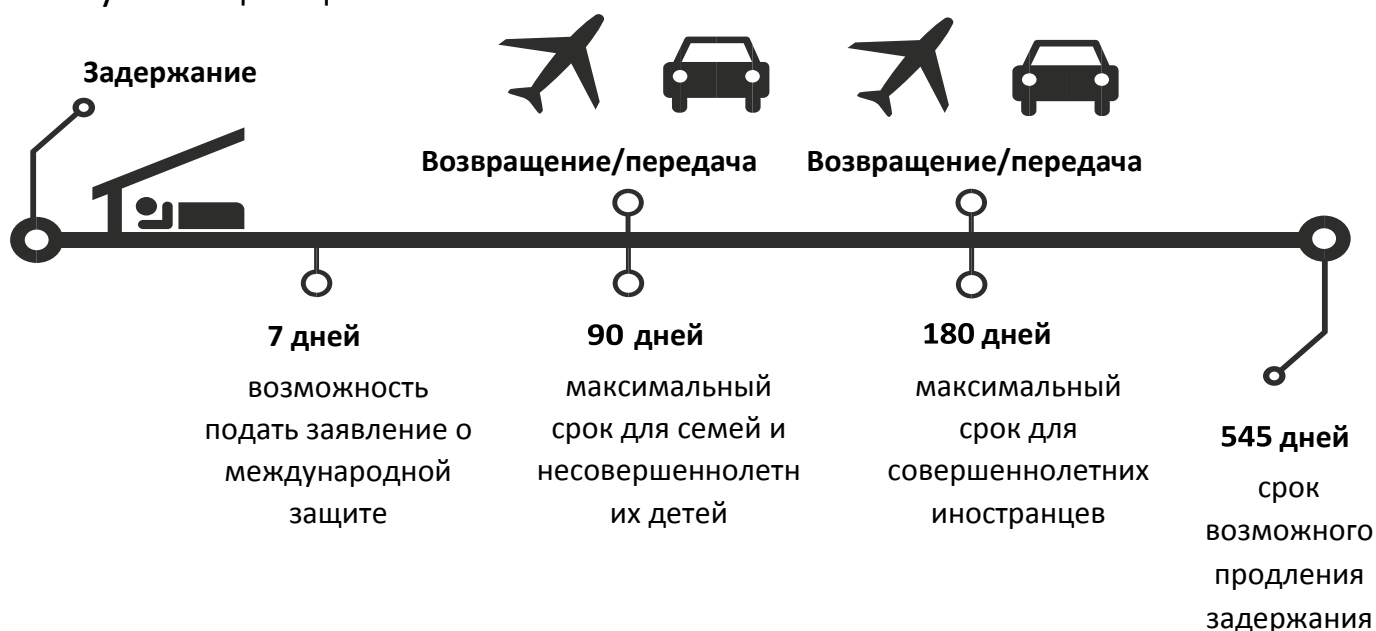 Задержание
Возвращение/передача
Возвращение/передача
7 дней
возможность
подать заявление о
международной
защите
90 дней
максимальный
срок для семей и
несовершеннолетн
их детей
180 дней
максимальный
срок для
совершеннолетних
иностранцев
545 дней
срок
возможного
продления
задержания